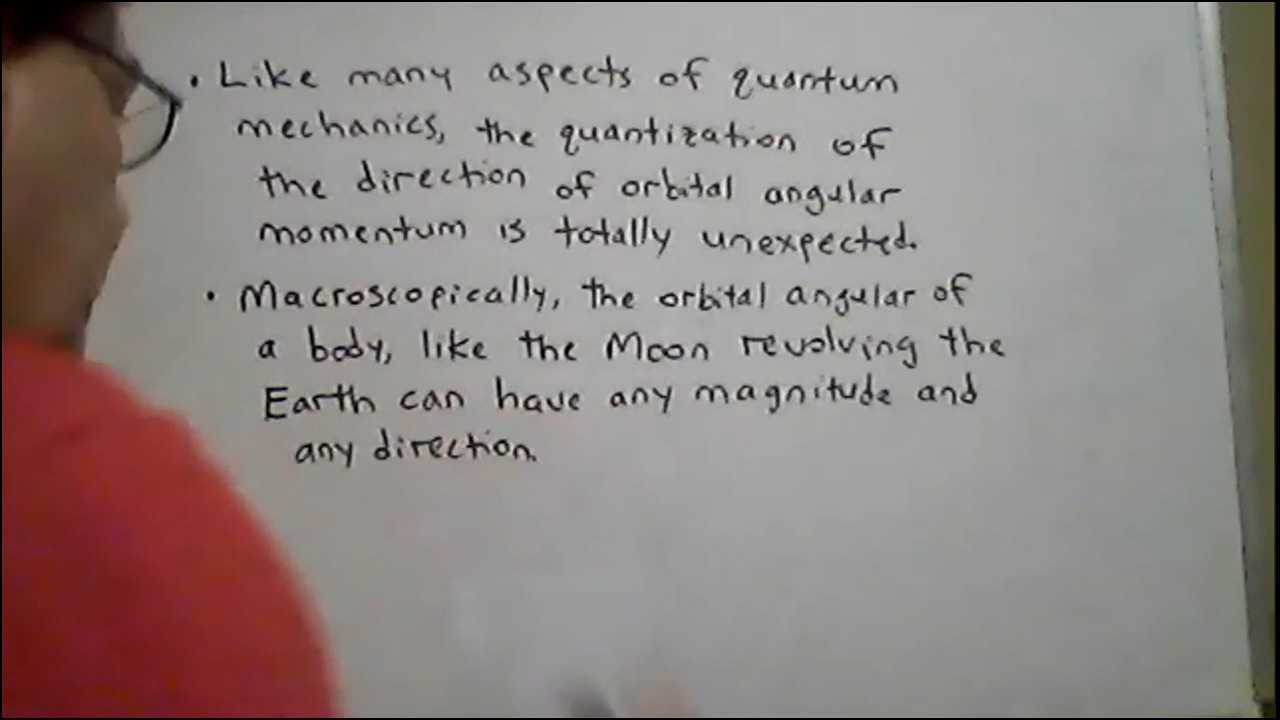 • Like many aspects of quantum
mechanics, the quantization of
the direction of orbital angular
momentum is totally unexpected.
• Macroscopically, the orbital angular of
a body, like the Moon revolving the
Earth can have any magnitude and
any direction.